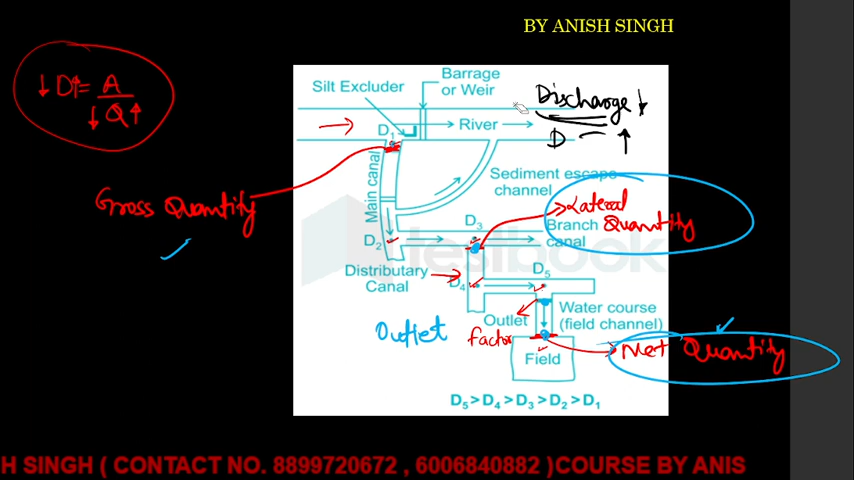 BY ANISH SINGH
↓ D↑ = A
↓ Q ↑
Silt Excluder
Barrage
or Weir
Discharge ↓
D ↑
D1
River
Main canal
Sediment escape
channel
Gross Quantity
D3
Lateral
Quantity
Branch
canal
D2
testbook
Distributary
Canal
D4
D5
Outlet
Water course
(field channel)
Outlet
factor
Net Quantity
Field
D5 > D4 > D3 > D2 > D1
H SINGH ( CONTACT NO. 8899720672 , 6006840882 )COURSE BY ANIS